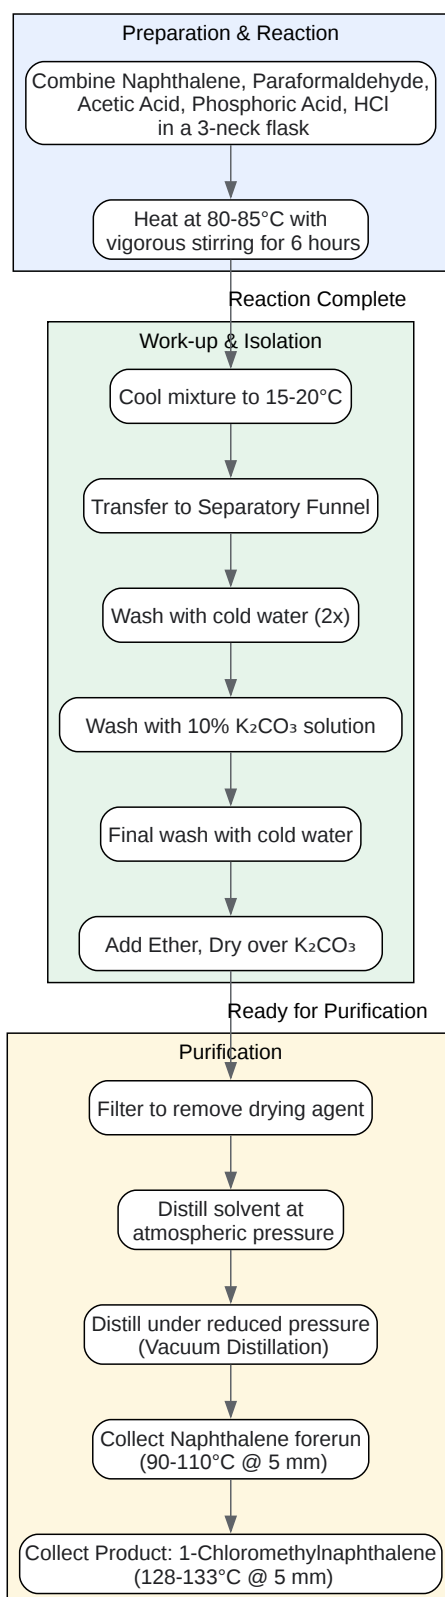 Preparation & Reaction
Combine Naphthalene, Paraformaldehyde,
Acetic Acid, Phosphoric Acid, HCl
in a 3-neck flask
Heat at 80-85°C with
vigorous stirring for 6 hours
Reaction Complete
Work-up & Isolation
Cool mixture to 15-20°C
Transfer to Separatory Funnel
Wash with cold water (2x)
Wash with 10% K₂CO₃ solution
Final wash with cold water
Add Ether, Dry over K₂CO₃
Ready for Purification
Purification
Filter to remove drying agent
Distill solvent at
atmospheric pressure
Distill under reduced pressure
(Vacuum Distillation)
Collect Naphthalene forerun
(90-110°C @ 5 mm)
Collect Product: 1-Chloromethylnaphthalene
(128-133°C @ 5 mm)